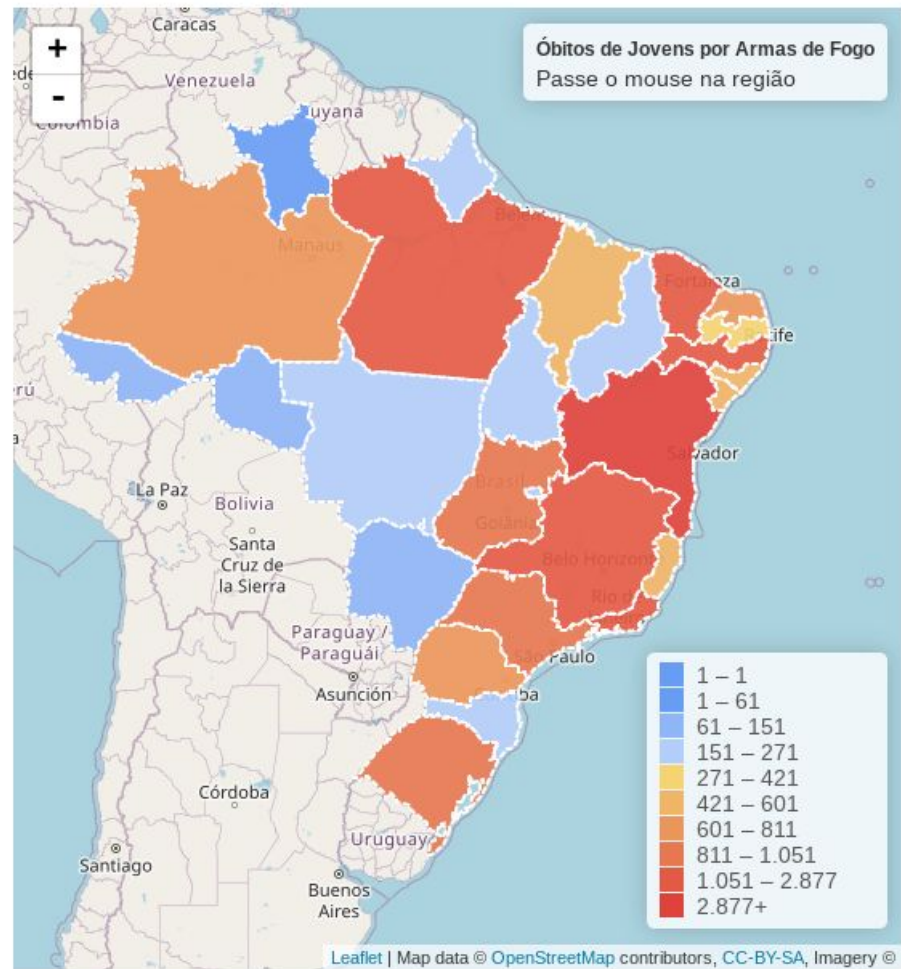 Caracas
+
Óbitos de Jovens por Armas de Fogo
Passe o mouse na região
Venezuela
-
uyana
Colombia
Belém
Manaus
Fortaleza
Recife
rú
Salvador
La Paz
Brasil
Bolivia
Goiânia
Santa
Cruz de
la Sierra
Belo Horizont
Rio d
Paraguay /
Paraguái
São Paulo
Asunción
ba
1 – 1
1 – 61
61 – 151
151 – 271
271 – 421
421 – 601
601 – 811
811 – 1.051
1.051 – 2.877
2.877+
Córdoba
Uruguay
Santiago
Buenos
Aires
Leaflet | Map data © OpenStreetMap contributors, CC-BY-SA, Imagery ©